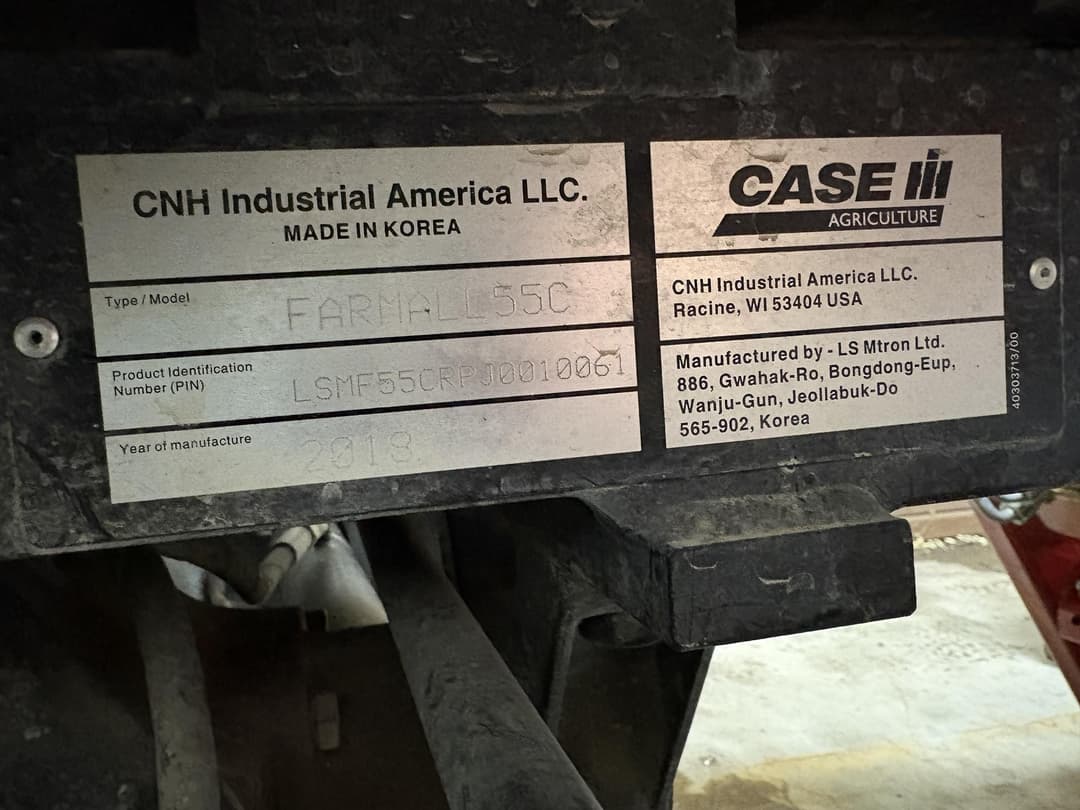 CNH Industrial America LLC.
MADE IN KOREA
Type / Model FARMALL55C
Product Identification
Number (PIN) LSMF55CRPJ0010061
Year of manufacture 2018
CASE IH
AGRICULTURE
CNH Industrial America LLC.
Racine, WI 53404 USA
Manufactured by - LS Mtron Ltd.
886, Gwahak-Ro, Bongdong-Eup,
Wanju-Gun, Jeollabuk-Do
565-902, Korea
40303713/00